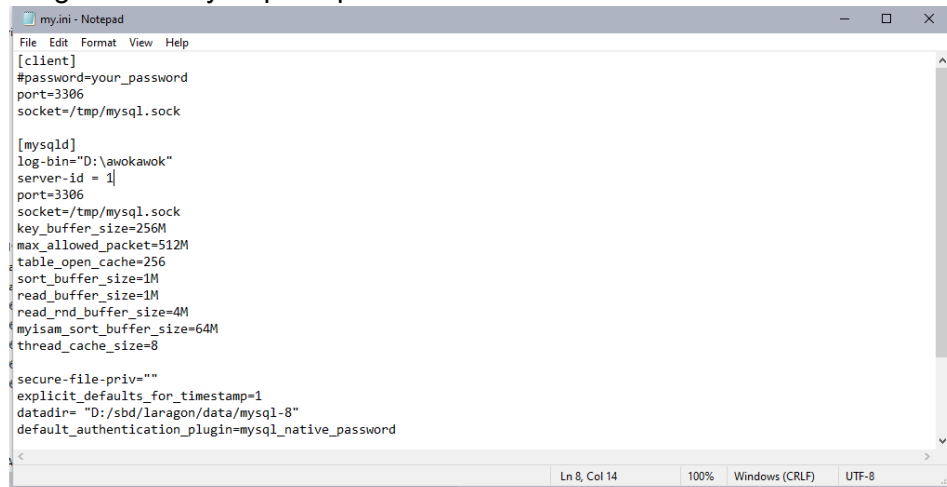 my.ini - Notepad
File Edit Format View Help
[client]
#password=your_password
port=3306
socket=/tmp/mysql.sock
[mysqld]
log-bin="D:\awokawok"
server-id = 1
port=3306
socket=/tmp/mysql.sock
key_buffer_size=256M
max_allowed_packet=512M
table_open_cache=256
sort_buffer_size=1M
read_buffer_size=1M
read_rnd_buffer_size=4M
myisam_sort_buffer_size=64M
thread_cache_size=8
secure-file-priv=""
explicit_defaults_for_timestamp=1
datadir= "D:/sbd/laragon/data/mysql-8"
default_authentication_plugin=mysql_native_password
Ln 8, Col 14 100% Windows (CRLF) UTF-8